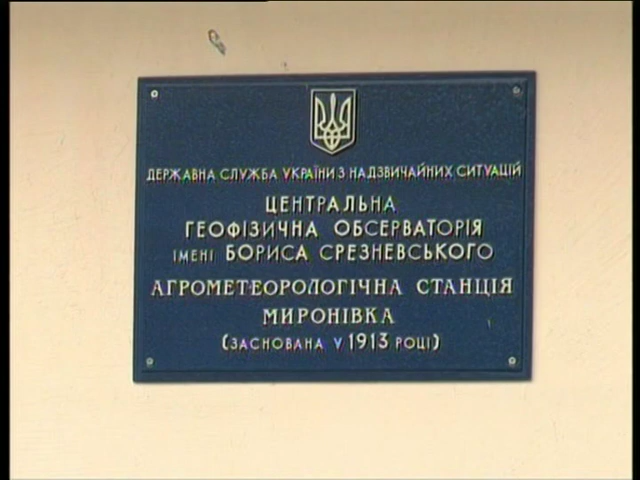 ДЕРЖАВНА СЛУЖБА УКРАЇНИ З НАДЗВИЧАЙНИХ СИТУАЦІЙ
ЦЕНТРАЛЬНА
ГЕОФІЗИЧНА ОБСЕРВАТОРІЯ
ІМЕНІ БОРИСА СРЕЗНЕВСЬКОГО
АГРОМЕТЕОРОЛОГІЧНА СТАНЦІЯ
МИРОНІВКА
(ЗАСНОВАНА У 1913 РОЦІ)